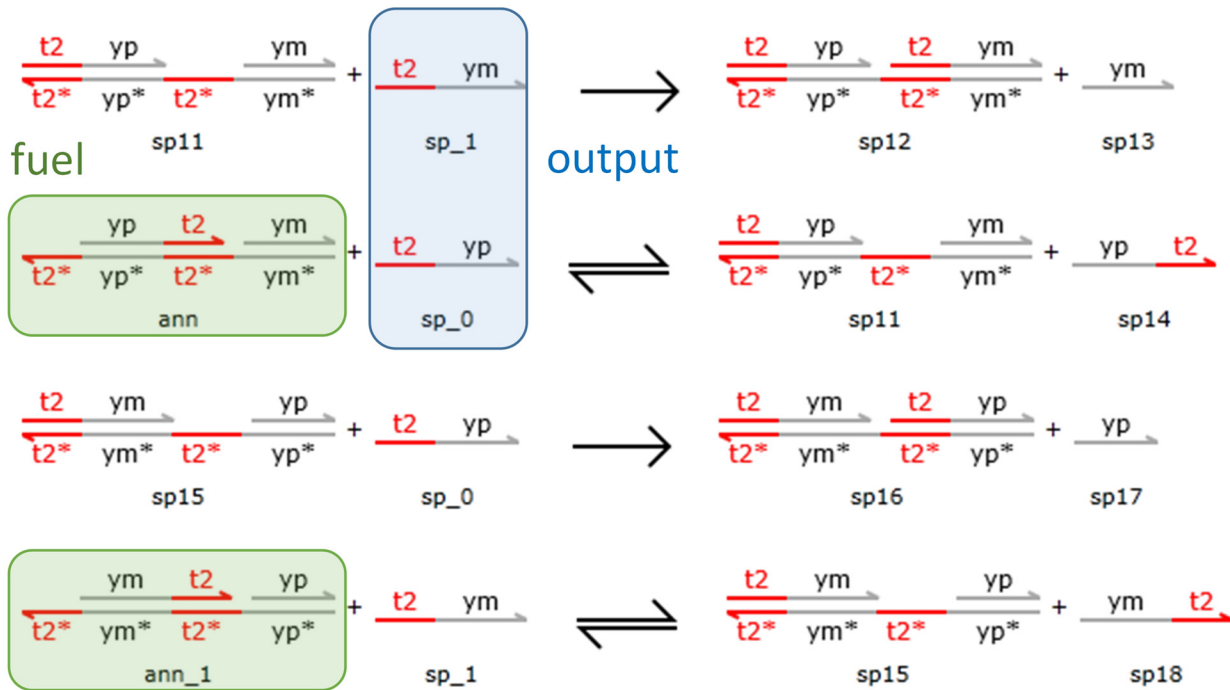 t2 yp ym t2 ym t2 yp t2 ym ym
+ → +
t2* yp* t2* ym* t2* yp* t2* ym*
sp11 sp_1 sp12 sp13
fuel output
yp t2 ym t2 yp t2 yp ym yp t2
+ ⇌ +
t2* yp* t2* ym* t2* yp* t2* ym*
ann sp_0 sp11 sp14
t2 ym yp t2 yp t2 ym t2 yp yp
+ → +
t2* ym* t2* yp* t2* ym* t2* yp*
sp15 sp_0 sp16 sp17
ym t2 yp t2 ym t2 ym yp ym t2
+ ⇌ +
t2* ym* t2* yp* t2* ym* t2* yp*
ann_1 sp_1 sp15 sp18